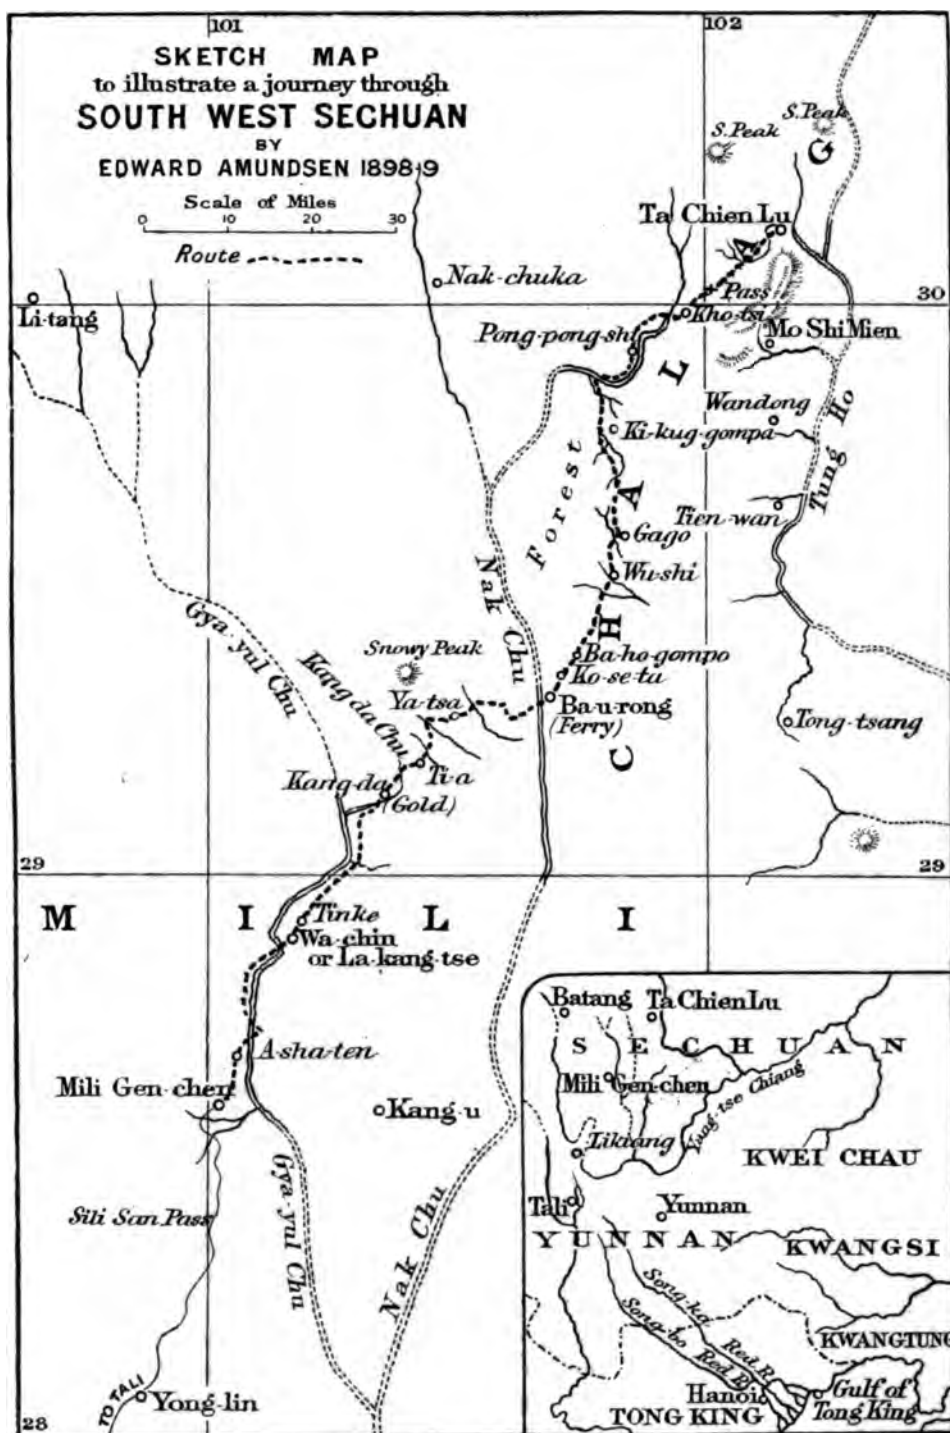 101
102
SKETCH MAP
to illustrate a journey through
SOUTH WEST SECHUAN
BY
EDWARD AMUNDSEN 1898-9
Scale of Miles
0 10 20 30
Route
S. Peak
S. Peak
Ta Chien Lu
Nak-chuka
Pass
30
Li-tang
Kho-tsi
Mo Shi Mien
Pong-pong-shi
Wandong
Ki-kug-gompa
Forest
Tung Ho
Tien-wan
Gago
Wu-shi
Nak Chu
CHALA G
Gya-yul Chu
Kang da Chu
Snowy Peak
Ba-ho-gompo
Ko-se-tu
Ya-tsa
Ba-u-rong
(Ferry)
Tong-tsang
Ti-a
Kang-da
(Gold)
29
29
MILI
Tinke
Wa-chin
or La-kang-tse
A-sha-ten
Mili Gen-chen
Kang-u
Gya-yul Chu
Nak Chu
Sili San Pass
TO TALI
Yong-lin
28
Batang
Ta Chien Lu
SECHUAN
Mili Gen-chen
Yang-tse Chiang
Likiang
KWEI CHAU
Tali
Yunnan
YUNNAN
KWANGSI
Song-ka
Song-bo
Red R.
Red R.
KWANGTUNG
Hanoi
Gulf of
Tong King
TONG KING